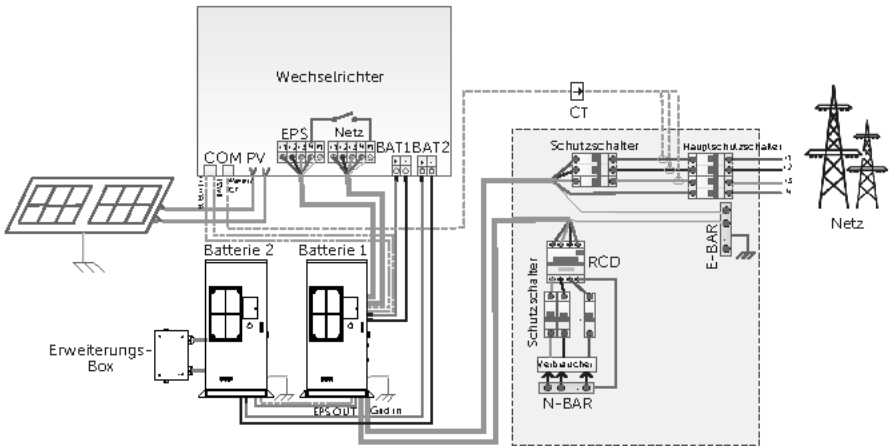 Wechselrichter
EPS
Netz
BAT1
BAT2
COM
PV
CT
Schutzschalter
Hauptschutzschalter
Netz
E-BAR
Batterie 2
Batterie 1
RCD
Schutzschalter
Erweiterungs-
Box
Verbraucher
N-BAR
EPS OUT
Grid in